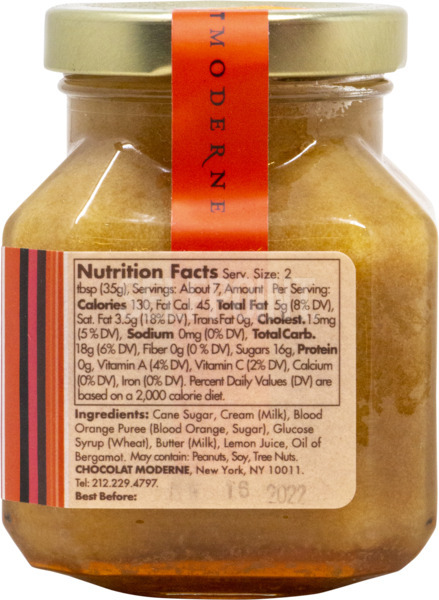 TMODERNE
Nutrition Facts Serv. Size: 2
tbsp (35g), Servings: About 7, Amount Per Serving:
Calories 130, Fat Cal. 45, Total Fat 5g (8% DV),
Sat. Fat 3.5g (18% DV), Trans Fat 0g, Cholest. 15mg
(5% DV), Sodium 0mg (0% DV), Total Carb.
18g (6% DV), Fiber 0g (0 % DV), Sugars 16g, Protein
0g, Vitamin A (4% DV), Vitamin C (2% DV), Calcium
(0% DV), Iron (0% DV). Percent Daily Values (DV) are
based on a 2,000 calorie diet.
Ingredients: Cane Sugar, Cream (Milk), Blood
Orange Puree (Blood Orange, Sugar), Glucose
Syrup (Wheat), Butter (Milk), Lemon Juice, Oil of
Bergamot. May contain: Peanuts, Soy, Tree Nuts.
CHOCOLAT MODERNE, New York, NY 10011.
Tel: 212.229.4797.
Best Before: 16 2022